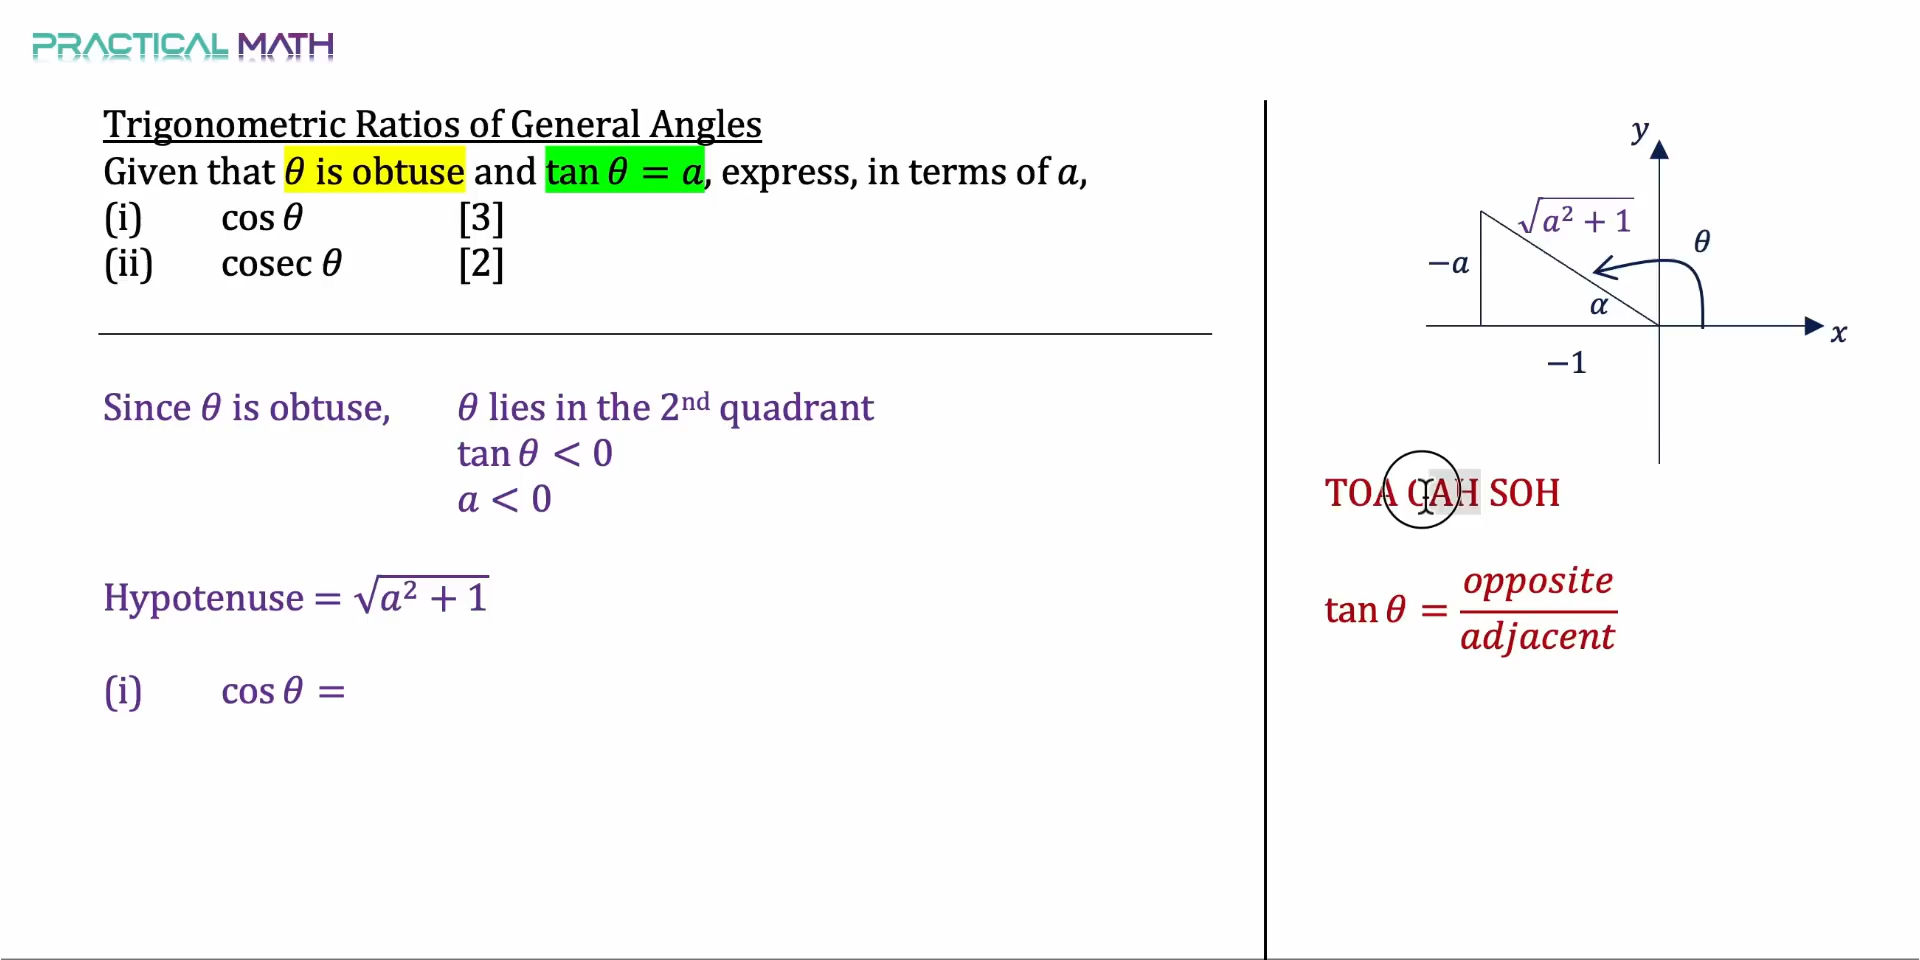 PRACTICAL MATH
Trigonometric Ratios of General Angles
Given that θ is obtuse and tan θ = a, express, in terms of a,
(i) cos θ [3]
(ii) cosec θ [2]
Since θ is obtuse, θ lies in the 2nd quadrant
tan θ < 0
a < 0
Hypotenuse = √(a² + 1)
(i) cos θ =
y
√(a² + 1)
θ
−a
α
x
−1
TOA CAH SOH
tan θ = opposite / adjacent